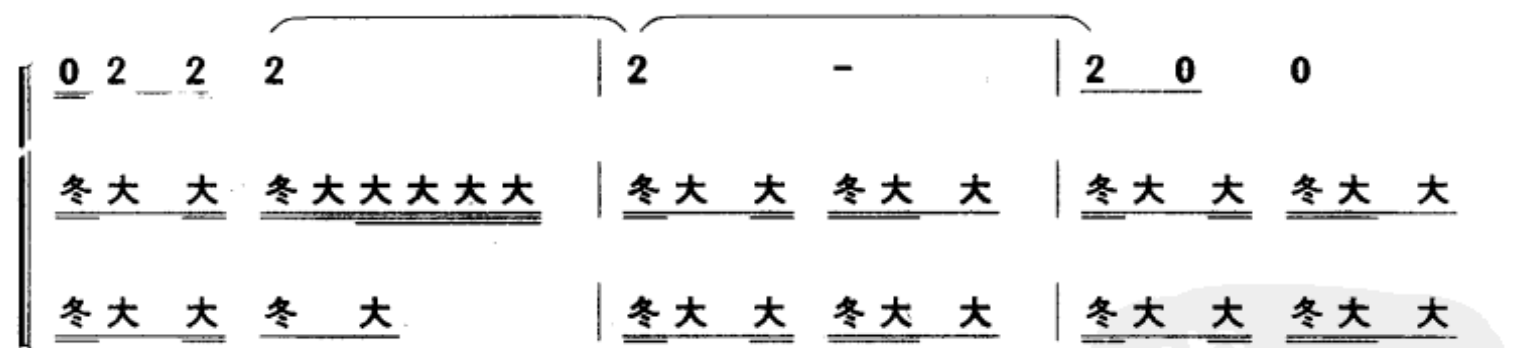 0 2 2 2 | 2 - | 2 0 0
冬大 大 冬大大大大大 | 冬大 大 冬大 大 | 冬大 大 冬大 大
冬大 大 冬 大 | 冬大 大 冬大 大 | 冬大 大 冬大 大